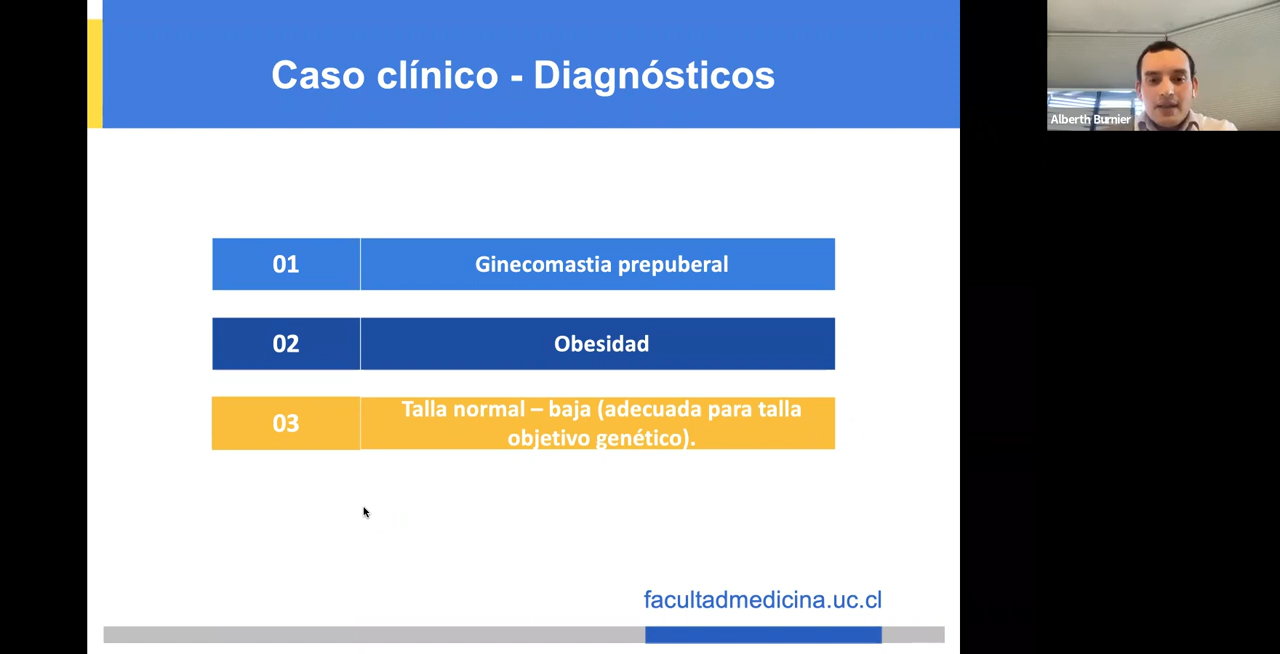 Caso clínico - Diagnósticos
Alberth Burnier
01
Ginecomastia prepuberal
02
Obesidad
03
Talla normal – baja (adecuada para talla
objetivo genético).
facultadmedicina.uc.cl